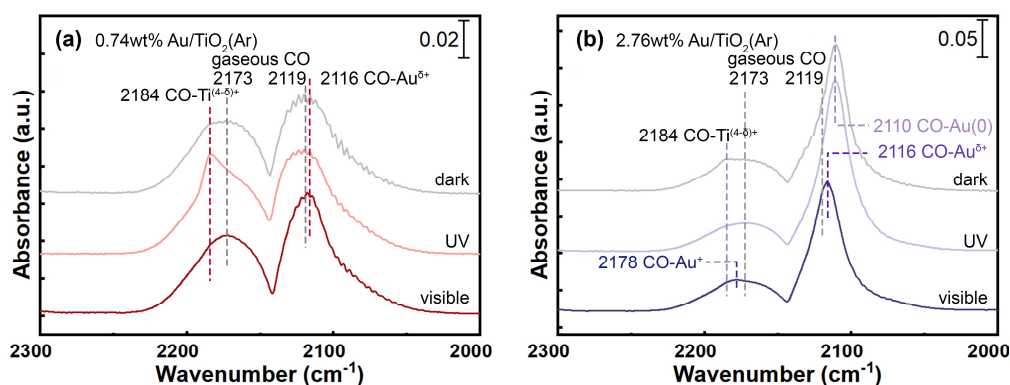 (a) 0.74wt% Au/TiO₂(Ar)
0.02
gaseous CO
2173 2119 2116 CO-Auᵟ⁺
2184 CO-Ti⁽⁴⁻ᵟ⁾⁺
dark
UV
visible
Absorbance (a.u.)
2300 2200 2100 2000
Wavenumber (cm⁻¹)
(b) 2.76wt% Au/TiO₂(Ar)
0.05
gaseous CO
2173 2119
2184 CO-Ti⁽⁴⁻ᵟ⁾⁺
2110 CO-Au(0)
2116 CO-Auᵟ⁺
dark
UV
2178 CO-Au⁺
visible
Absorbance (a.u.)
2300 2200 2100 2000
Wavenumber (cm⁻¹)